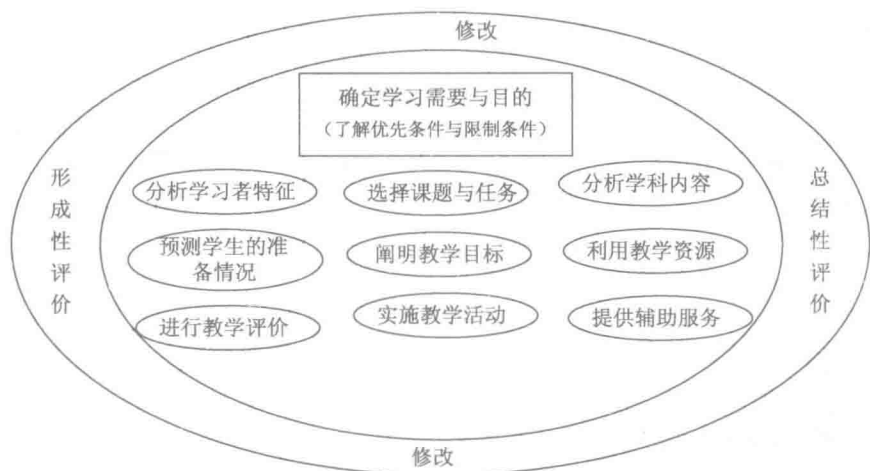 修改
确定学习需要与目的
（了解优先条件与限制条件）
形成性评价
分析学习者特征
选择课题与任务
分析学科内容
总结性评价
预测学生的准
备情况
阐明教学目标
利用教学资源
进行教学评价
实施教学活动
提供辅助服务
修改